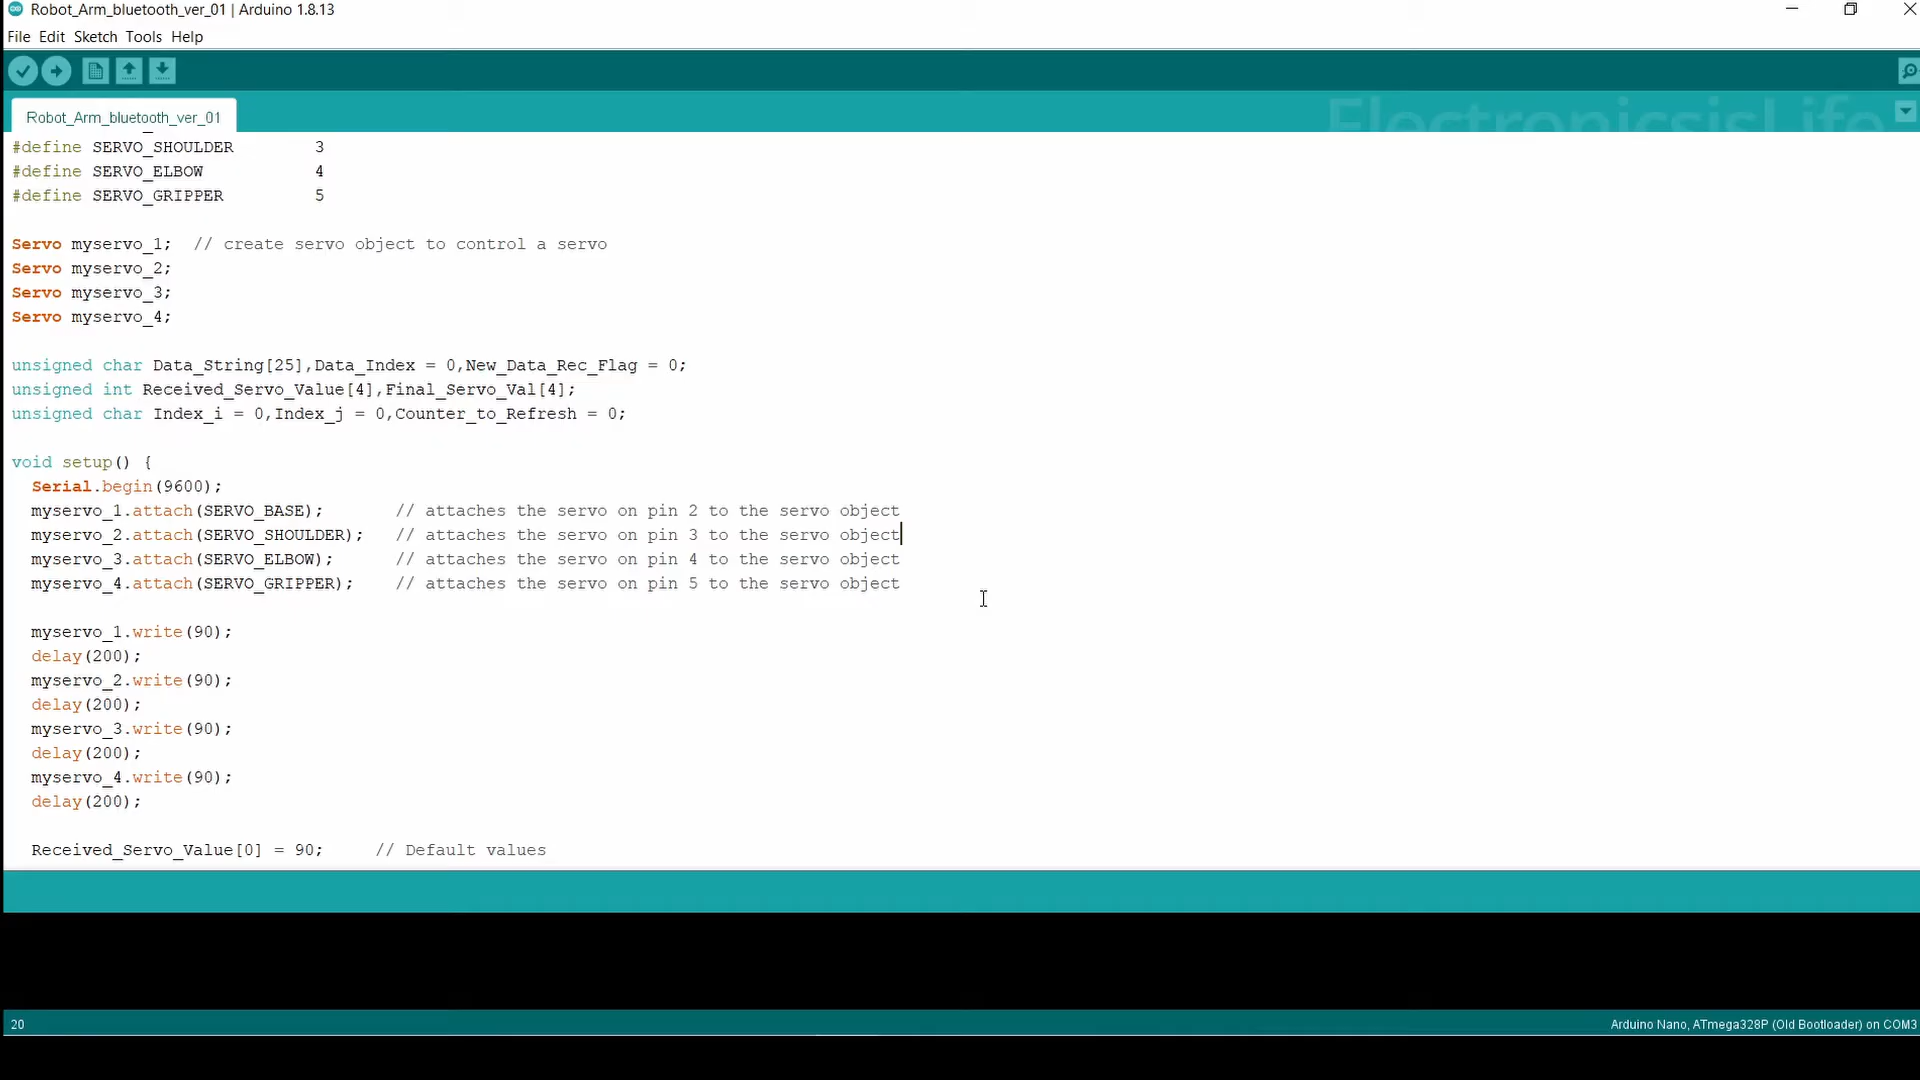 Robot_Arm_bluetooth_ver_01 | Arduino 1.8.13
File Edit Sketch Tools Help
ElectronicsisLife
Robot_Arm_bluetooth_ver_01
#define SERVO_SHOULDER 3
#define SERVO_ELBOW 4
#define SERVO_GRIPPER 5
Servo myservo_1; // create servo object to control a servo
Servo myservo_2;
Servo myservo_3;
Servo myservo_4;
unsigned char Data_String[25],Data_Index = 0,New_Data_Rec_Flag = 0;
unsigned int Received_Servo_Value[4],Final_Servo_Val[4];
unsigned char Index_i = 0,Index_j = 0,Counter_to_Refresh = 0;
void setup() {
Serial.begin(9600);
myservo_1.attach(SERVO_BASE); // attaches the servo on pin 2 to the servo object
myservo_2.attach(SERVO_SHOULDER); // attaches the servo on pin 3 to the servo object
myservo_3.attach(SERVO_ELBOW); // attaches the servo on pin 4 to the servo object
myservo_4.attach(SERVO_GRIPPER); // attaches the servo on pin 5 to the servo object
myservo_1.write(90);
delay(200);
myservo_2.write(90);
delay(200);
myservo_3.write(90);
delay(200);
myservo_4.write(90);
delay(200);
Received_Servo_Value[0] = 90; // Default values
20
Arduino Nano, ATmega328P (Old Bootloader) on COM3